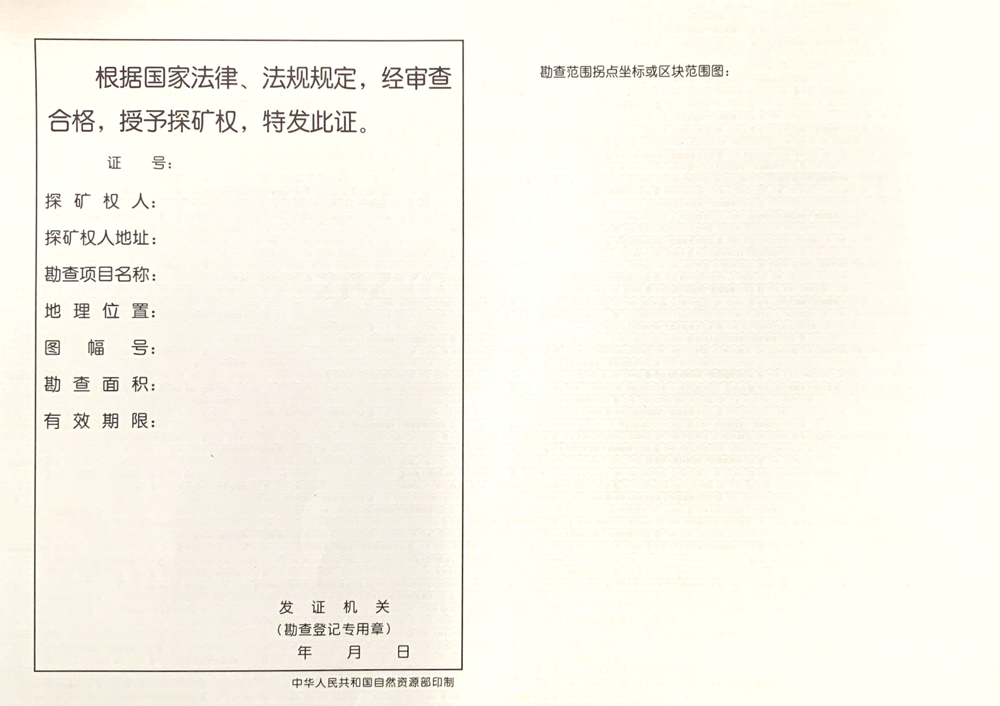 根据国家法律、法规规定，经审查
合格，授予探矿权，特发此证。
证 号：
探矿权人：
探矿权人地址：
勘查项目名称：
地理位置：
图幅号：
勘查面积：
有效期限：
发证机关
（勘查登记专用章）
年 月 日
中华人民共和国自然资源部印制
勘查范围拐点坐标或区块范围图：